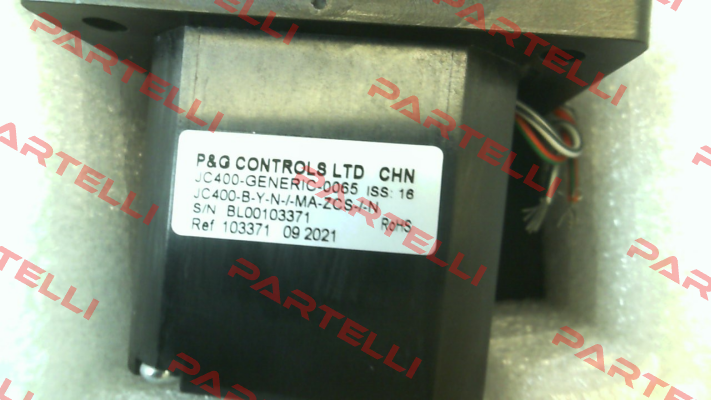 P&G CONTROLS LTD CHN
JC400-GENERIC-0065 ISS: 16
JC400-B-Y-N-/-MA-ZCS-/-N
S/N BL00103371 RoHS
Ref 103371 09 2021
PARTELLI
PARTELLI
PARTELLI
PARTELLI
PARTELLI
PARTELLI
PARTELLI